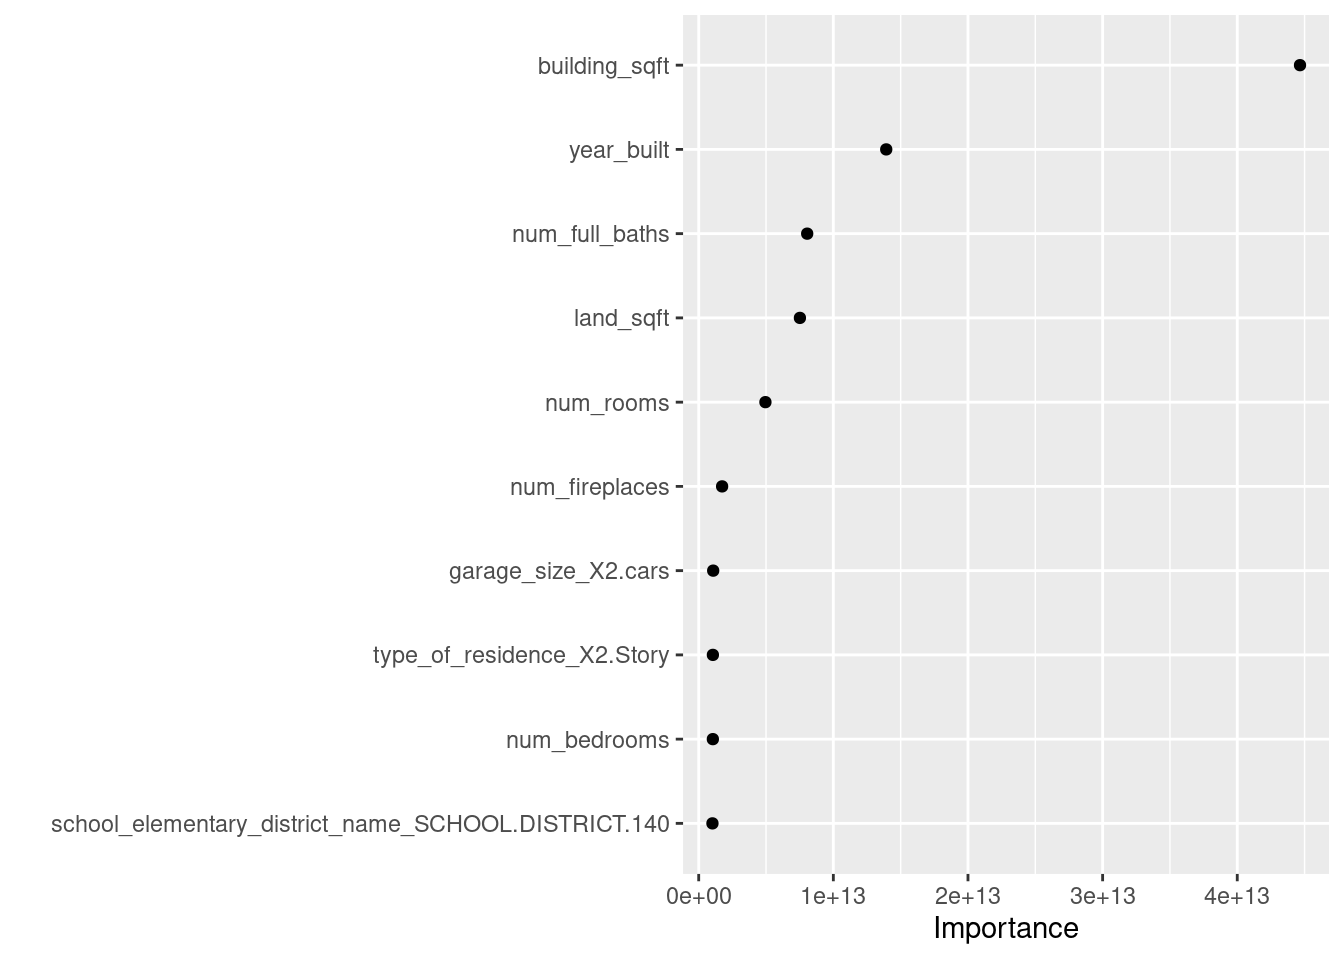 building_sqft
year_built
num_full_baths
land_sqft
num_rooms
num_fireplaces
garage_size_X2.cars
type_of_residence_X2.Story
num_bedrooms
school_elementary_district_name_SCHOOL.DISTRICT.140
0e+00 1e+13 2e+13 3e+13 4e+13
Importance